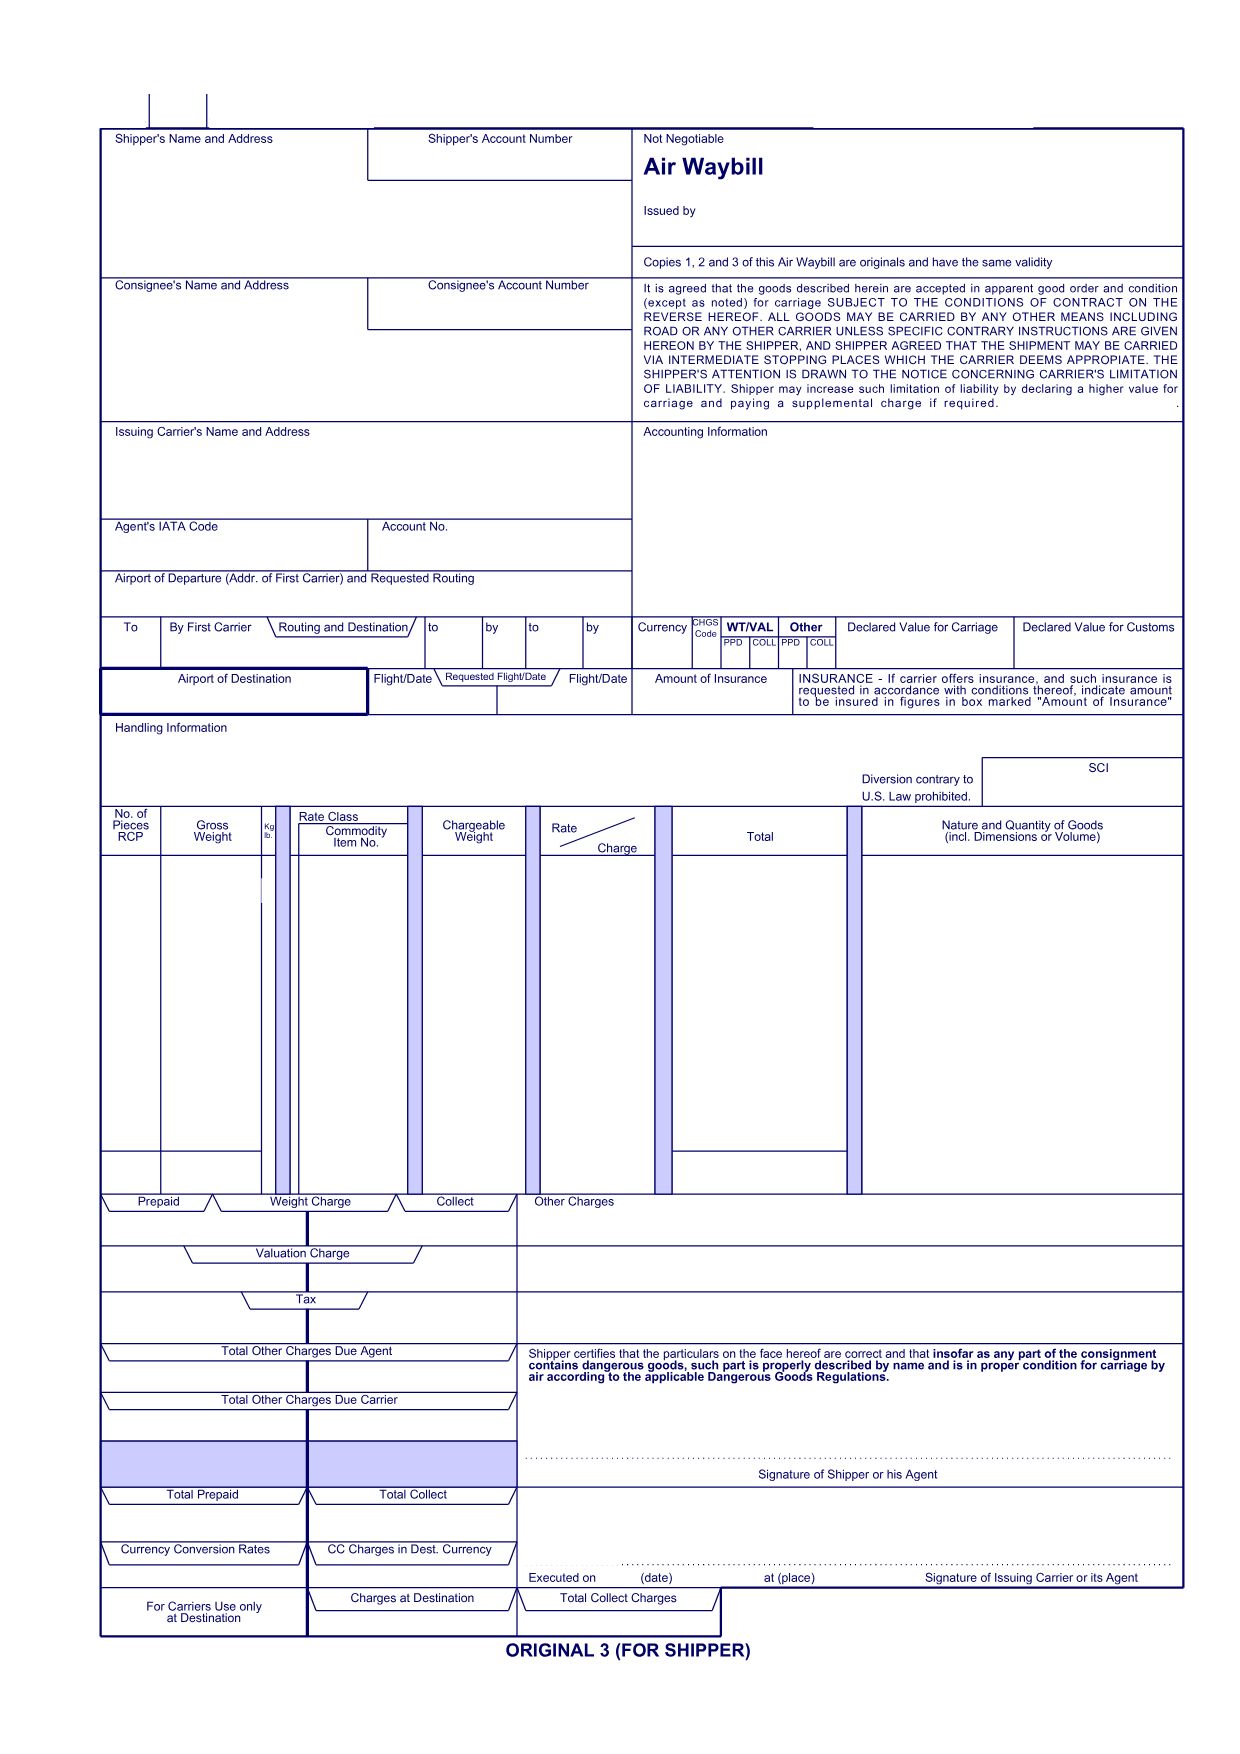 Shipper's Name and Address
Shipper's Account Number
Not Negotiable
Air Waybill
Issued by
Copies 1, 2 and 3 of this Air Waybill are originals and have the same validity
Consignee's Name and Address
Consignee's Account Number
It is agreed that the goods described herein are accepted in apparent good order and condition
(except as noted) for carriage SUBJECT TO THE CONDITIONS OF CONTRACT ON THE
REVERSE HEREOF. ALL GOODS MAY BE CARRIED BY ANY OTHER MEANS INCLUDING
ROAD OR ANY OTHER CARRIER UNLESS SPECIFIC CONTRARY INSTRUCTIONS ARE GIVEN
HEREON BY THE SHIPPER, AND SHIPPER AGREED THAT THE SHIPMENT MAY BE CARRIED
VIA INTERMEDIATE STOPPING PLACES WHICH THE CARRIER DEEMS APPROPIATE. THE
SHIPPER'S ATTENTION IS DRAWN TO THE NOTICE CONCERNING CARRIER'S LIMITATION
OF LIABILITY. Shipper may increase such limitation of liability by declaring a higher value for
carriage and paying a supplemental charge if required. .
Issuing Carrier's Name and Address
Accounting Information
Agent's IATA Code
Account No.
Airport of Departure (Addr. of First Carrier) and Requested Routing
To
By First Carrier
Routing and Destination
to
by
to
by
Currency
CHGS
Code
WT/VAL
Other
PPD
COLL
PPD
COLL
Declared Value for Carriage
Declared Value for Customs
Airport of Destination
Flight/Date
Requested Flight/Date
Flight/Date
Amount of Insurance
INSURANCE - If carrier offers insurance, and such insurance is
requested in accordance with conditions thereof, indicate amount
to be insured in figures in box marked "Amount of Insurance"
Handling Information
Diversion contrary to
U.S. Law prohibited.
SCI
No. of
Pieces
RCP
Gross
Weight
Kg
lb.
Rate Class
Commodity
Item No.
Chargeable
Weight
Rate
Charge
Total
Nature and Quantity of Goods
(incl. Dimensions or Volume)
Prepaid
Weight Charge
Collect
Other Charges
Valuation Charge
Tax
Total Other Charges Due Agent
Shipper certifies that the particulars on the face hereof are correct and that insofar as any part of the consignment
contains dangerous goods, such part is properly described by name and is in proper condition for carriage by
air according to the applicable Dangerous Goods Regulations.
Total Other Charges Due Carrier
Signature of Shipper or his Agent
Total Prepaid
Total Collect
Currency Conversion Rates
CC Charges in Dest. Currency
Executed on
(date)
at (place)
Signature of Issuing Carrier or its Agent
For Carriers Use only
at Destination
Charges at Destination
Total Collect Charges
ORIGINAL 3 (FOR SHIPPER)